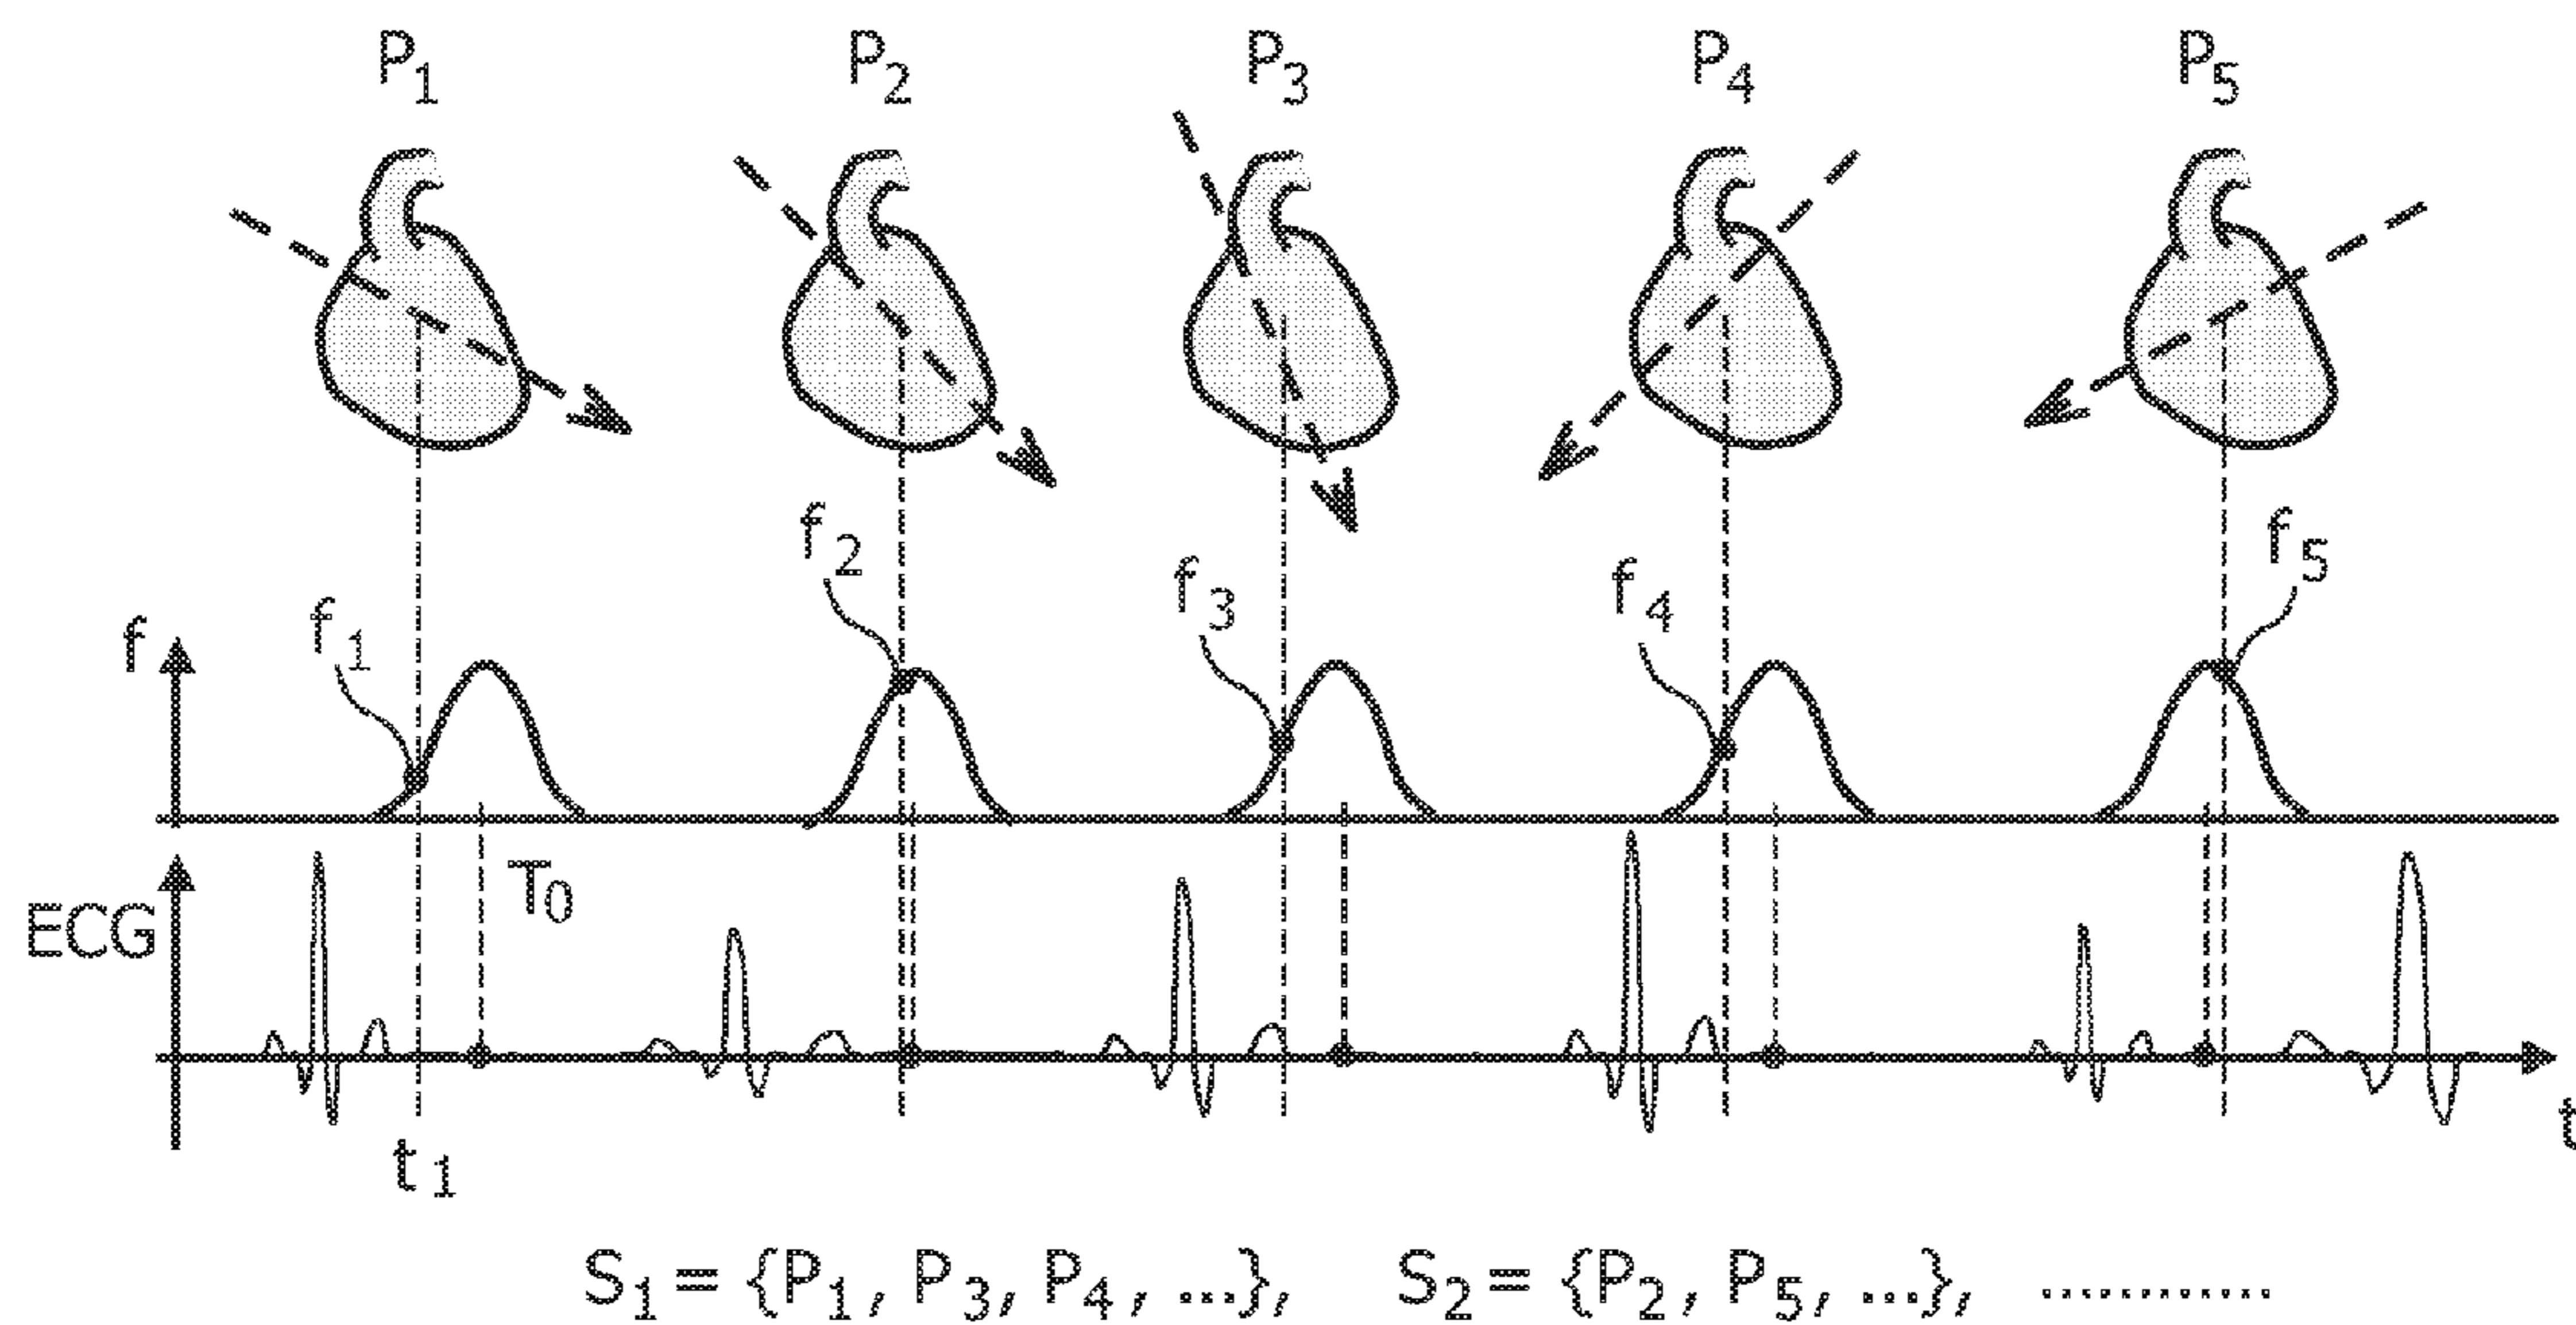 P1 P2 P3 P4 P5
f1 f2 f3 f4 f5
f
T0
ECG
t1 t
S1 = {P1, P3, P4, ...}, S2 = {P2, P5, ...}, ............